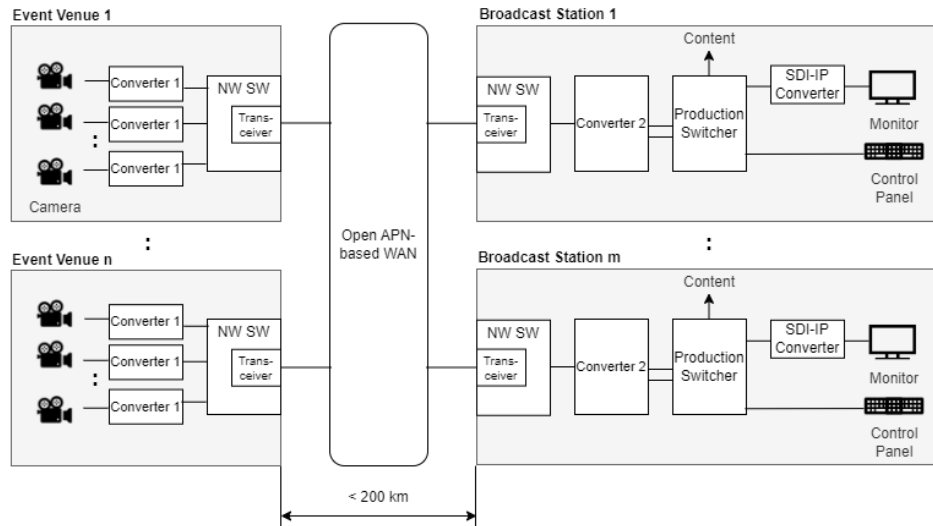 Event Venue 1
Converter 1
Converter 1
:
Converter 1
Camera
NW SW
Trans-
ceiver
Open APN-
based WAN
Broadcast Station 1
NW SW
Trans-
ceiver
Converter 2
Content
Production
Switcher
SDI-IP
Converter
Monitor
Control
Panel
:
:
Event Venue n
Converter 1
Converter 1
:
Converter 1
NW SW
Trans-
ceiver
Broadcast Station m
NW SW
Trans-
ceiver
Converter 2
Content
Production
Switcher
SDI-IP
Converter
Monitor
Control
Panel
< 200 km